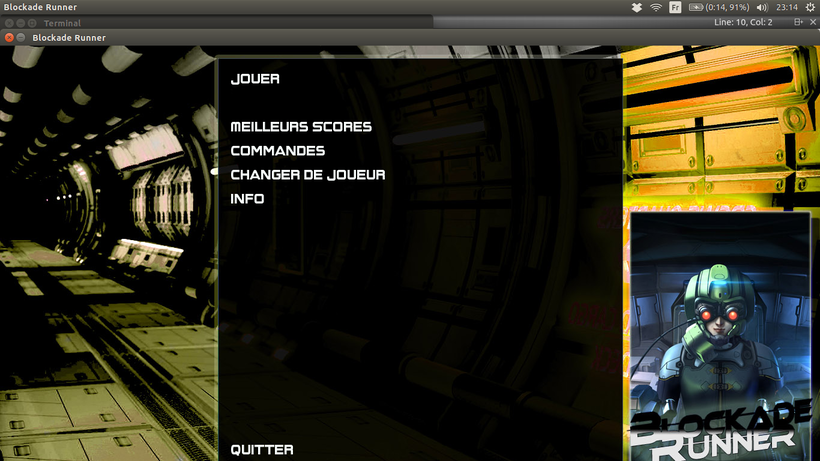 Blockade Runner
Fr (0:14, 91%) 23:14
Terminal
Line: 10, Col: 2
Blockade Runner
JOUER
MEILLEURS SCORES
COMMANDES
CHANGER DE JOUEUR
INFO
QUITTER
BLOCKADE
RUNNER